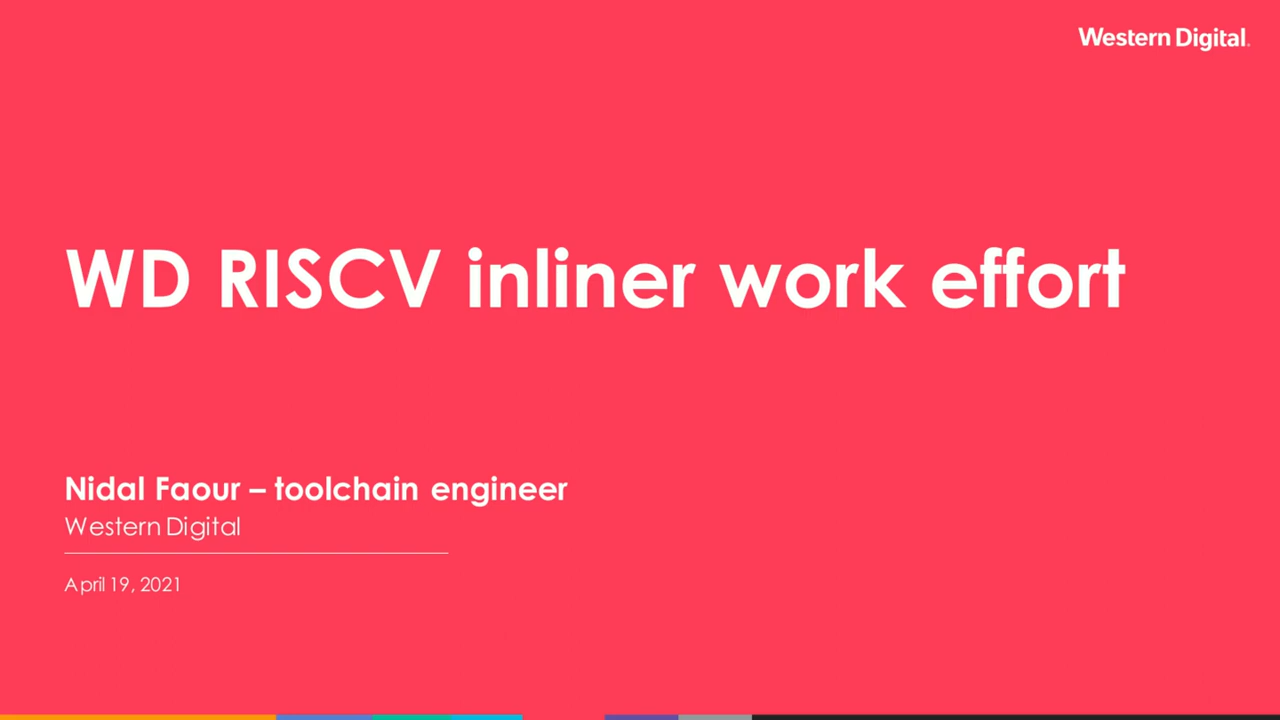 Western Digital.
WD RISCV inliner work effort
Nidal Faour – toolchain engineer
Western Digital
April 19, 2021